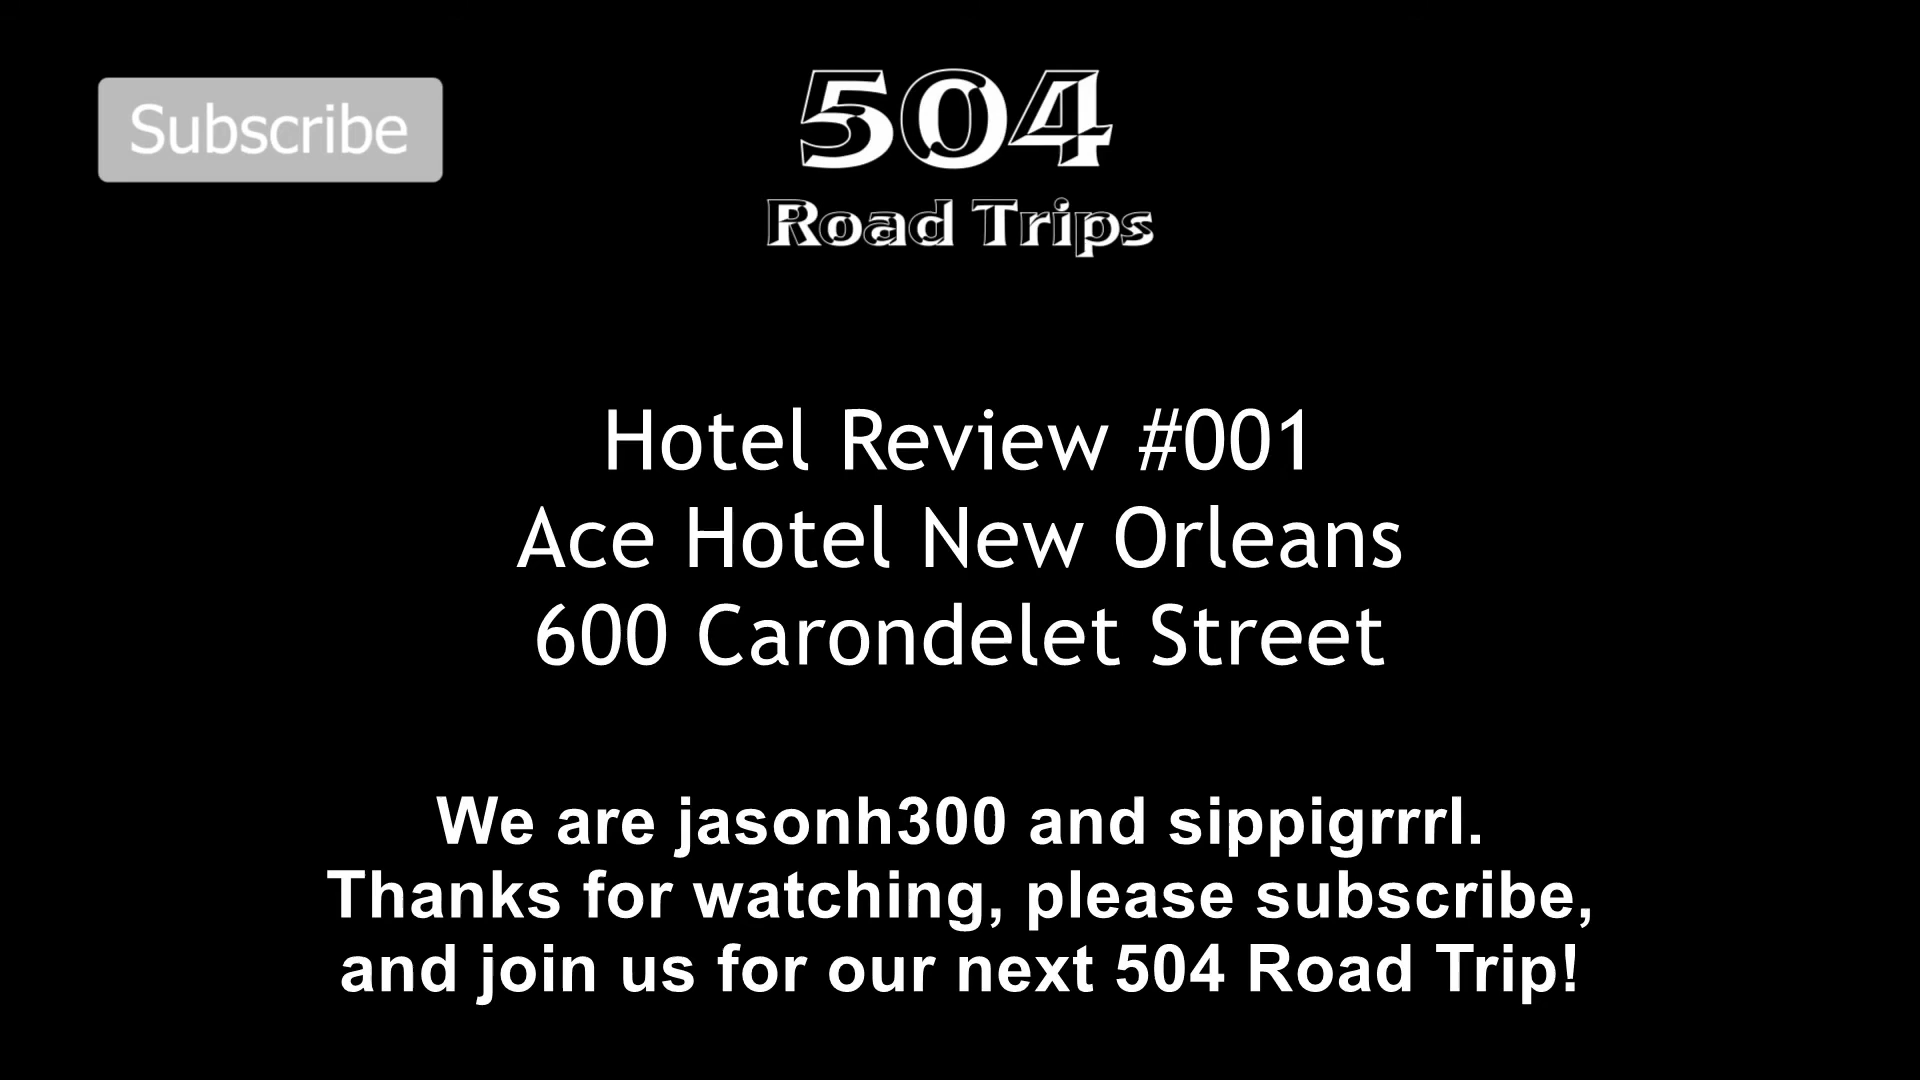 Subscribe
504
Road Trips
Hotel Review #001
Ace Hotel New Orleans
600 Carondelet Street
We are jasonh300 and sippigrrrl.
Thanks for watching, please subscribe,
and join us for our next 504 Road Trip!